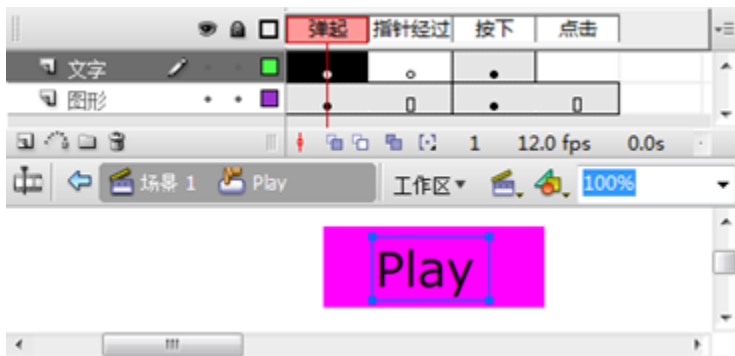 弹起 指针经过 按下 点击
文字
图形
1 12.0 fps 0.0s
场景 1 Play 工作区 100%
Play